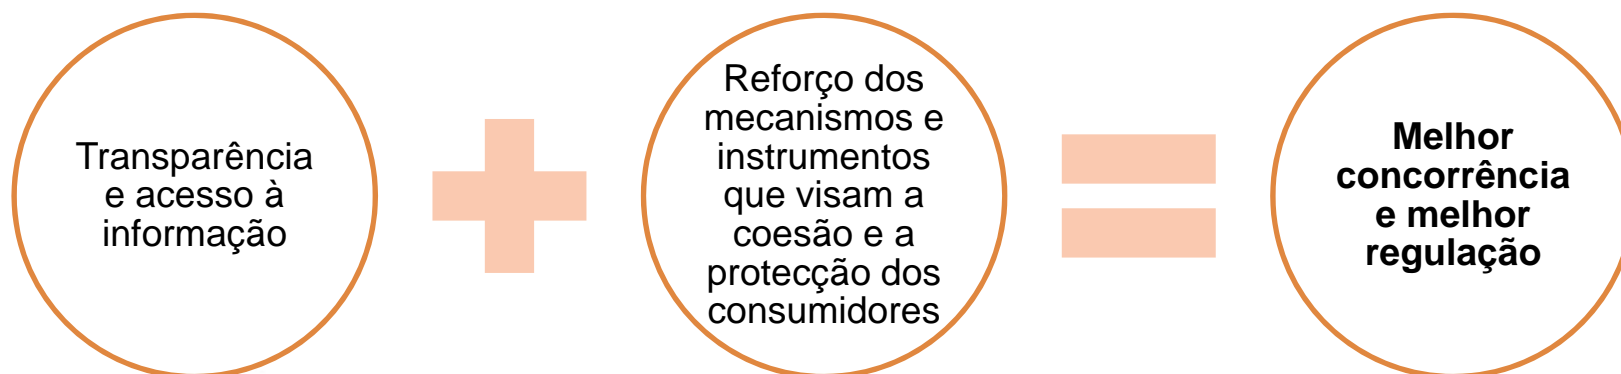 Transparência
e acesso à
informação
Reforço dos
mecanismos e
instrumentos
que visam a
coesão e a
protecção dos
consumidores
Melhor
concorrência
e melhor
regulação